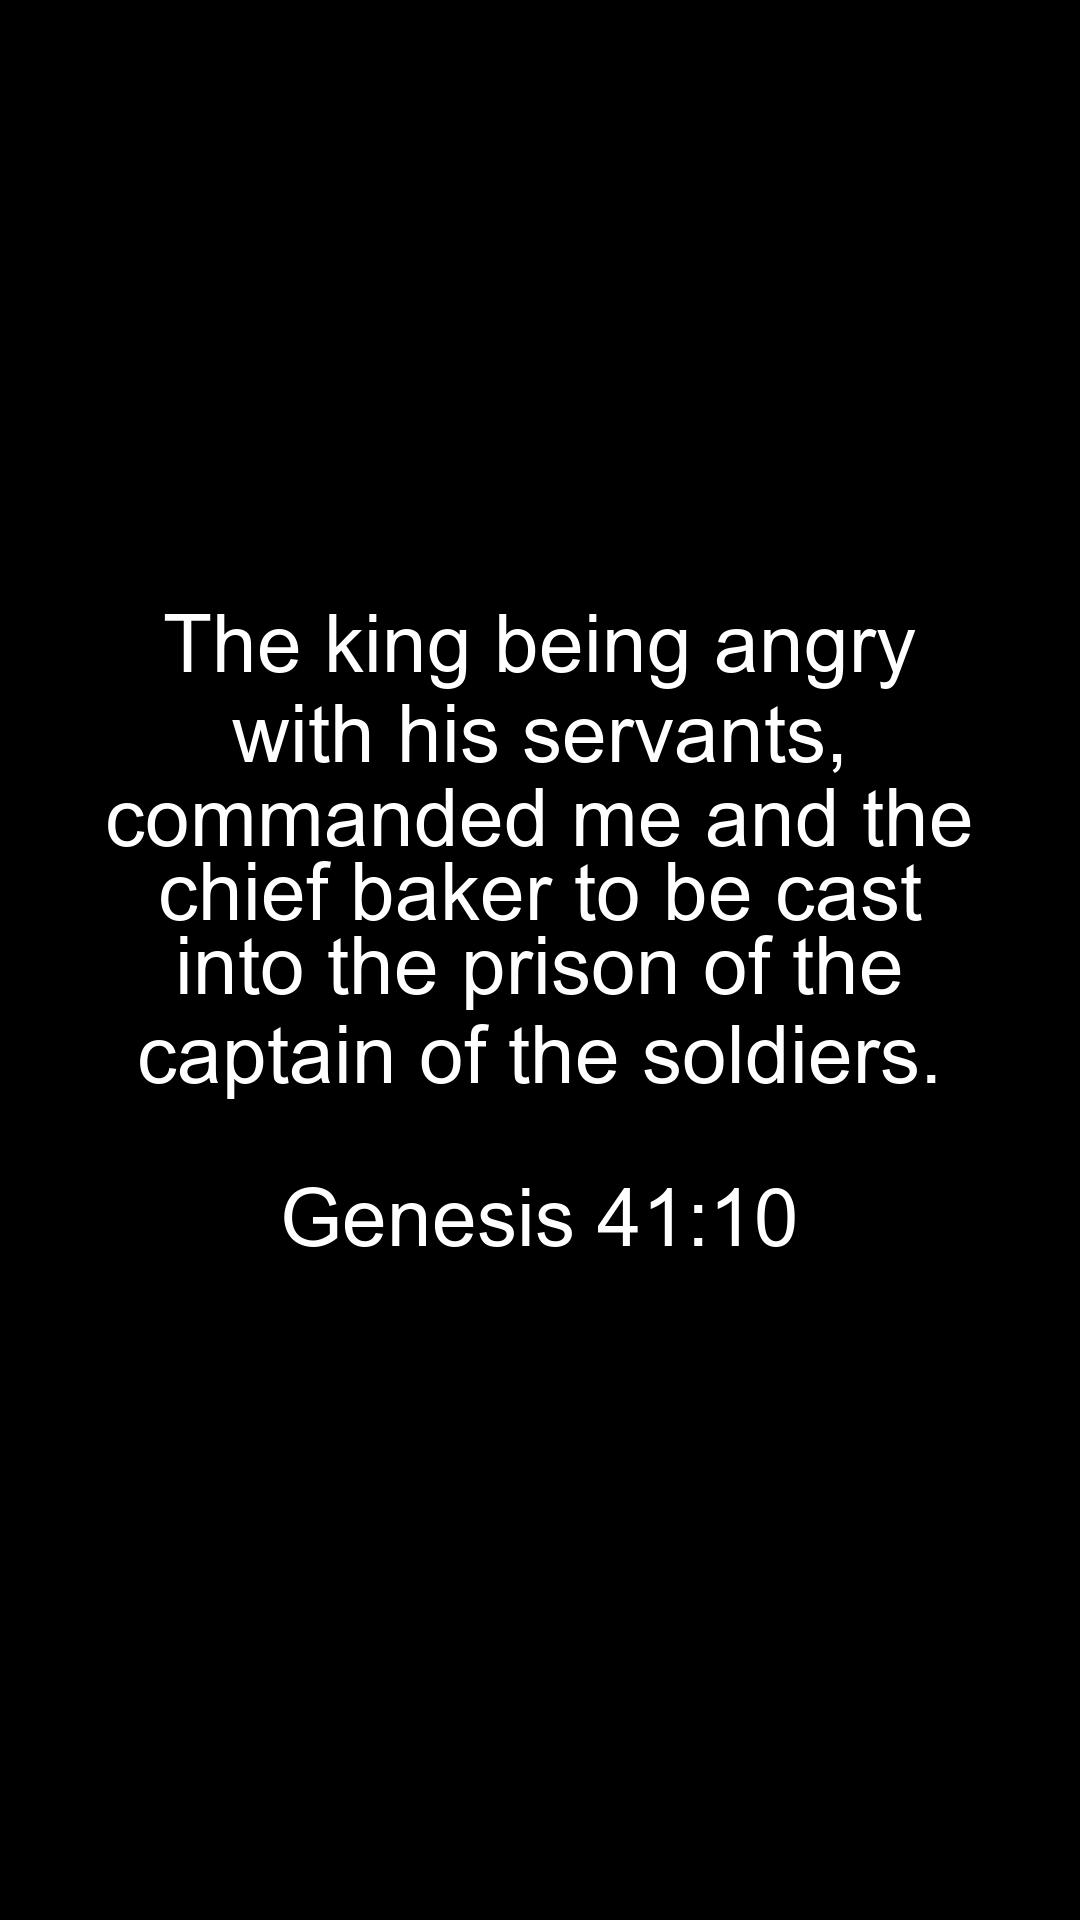 The king being angry
with his servants,
commanded me and the
chief baker to be cast
into the prison of the
captain of the soldiers.
Genesis 41:10